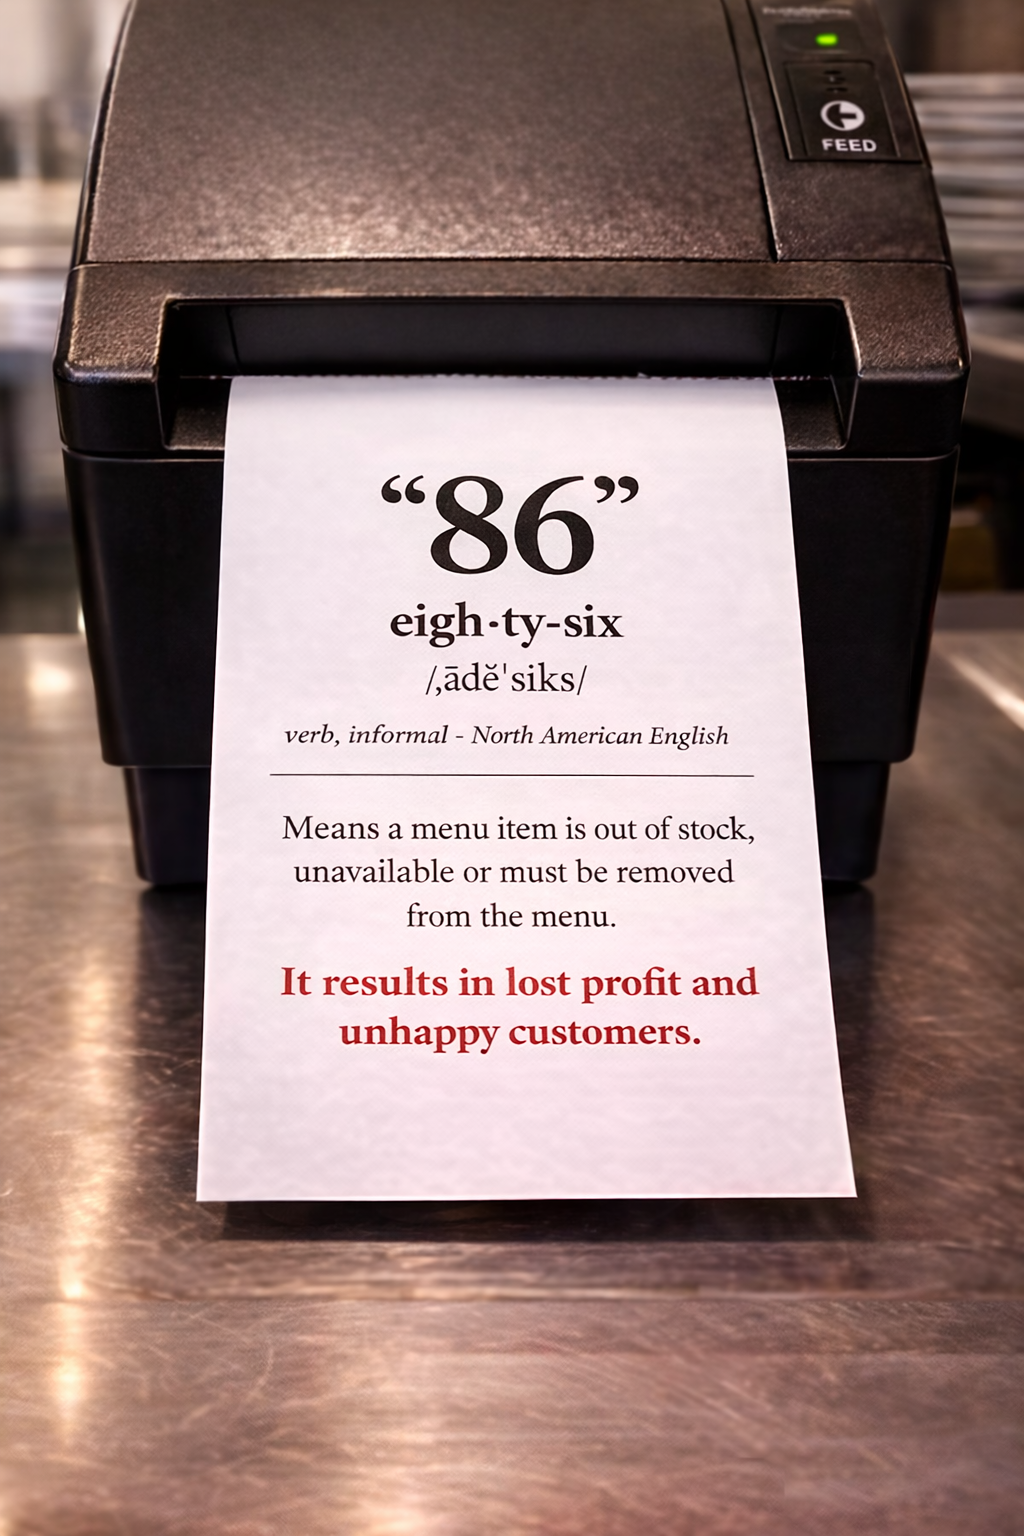 FEED
“86”
eigh·ty-six
/,ādĕˈsiks/
verb, informal - North American English
Means a menu item is out of stock,
unavailable or must be removed
from the menu.
It results in lost profit and
unhappy customers.